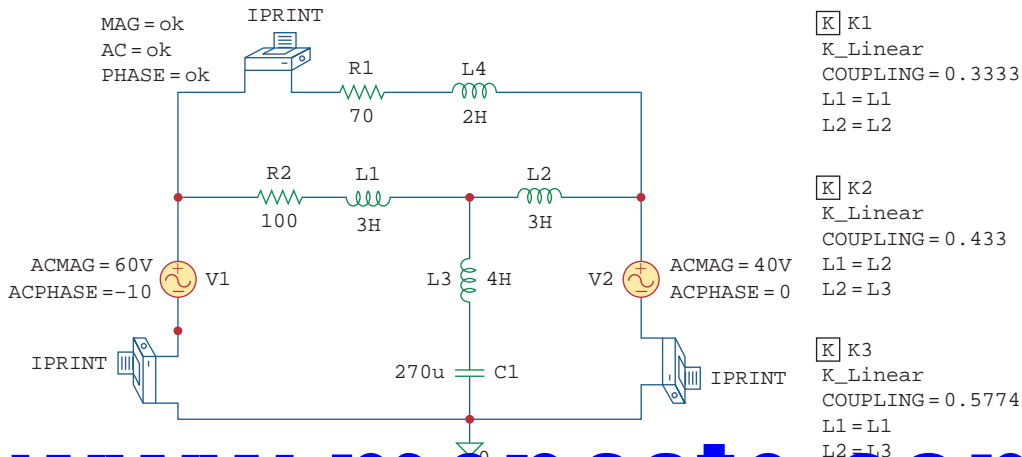 MAG = ok
AC = ok
PHASE = ok
IPRINT
R1
70
L4
2H
R2
100
L1
3H
L2
3H
ACMAG = 60V
ACPHASE =–10
V1
L3
4H
V2
ACMAG = 40V
ACPHASE = 0
IPRINT
270u
C1
IPRINT
0
K K1
K_Linear
COUPLING = 0.3333
L1 = L1
L2 = L2
K K2
K_Linear
COUPLING = 0.433
L1 = L2
L2 = L3
K K3
K_Linear
COUPLING = 0.5774
L1 = L1
L2 = L3